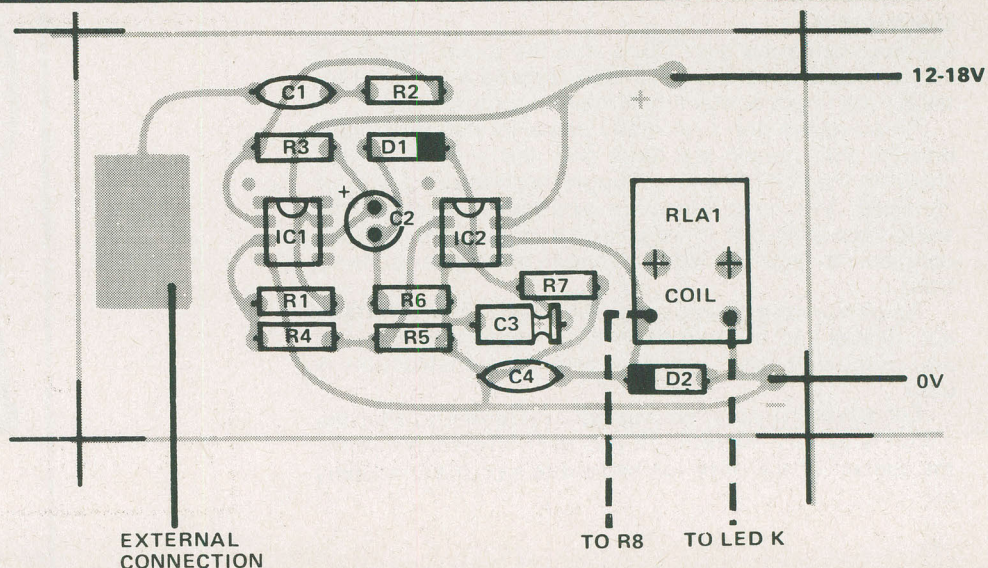 12-18V
C1
R2
+
R3
D1
+
C2
RLA1
IC1
IC2
+ +
R7
COIL
R1
R6
C3
R4
R5
C4
D2
0V
–
EXTERNAL
CONNECTION
TO R8
TO LED K